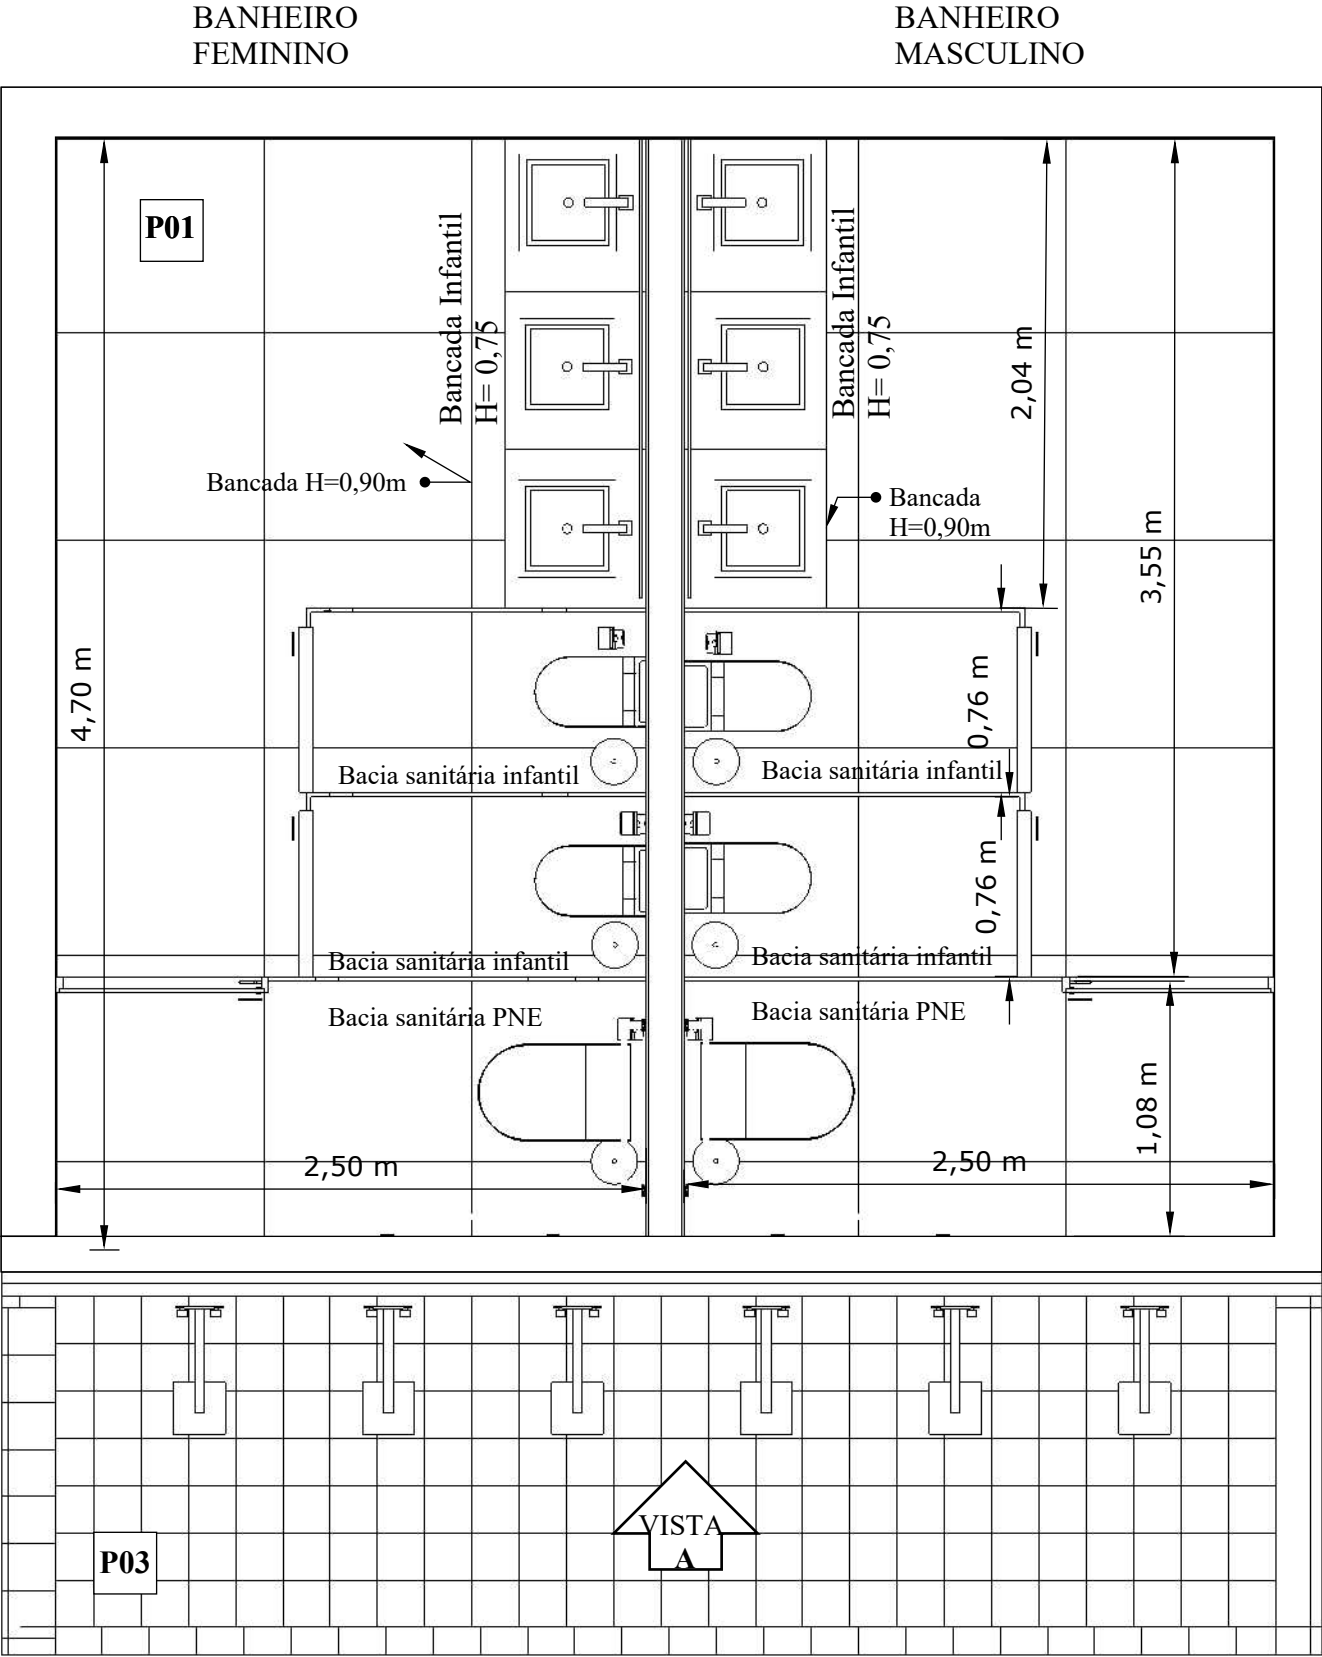 BANHEIRO
FEMININO
BANHEIRO
MASCULINO
P01
Bancada Infantil
H= 0,75
Bancada Infantil
H= 0,75
2,04 m
Bancada H=0,90m
Bancada
H=0,90m
3,55 m
4,70 m
0,76 m
Bacia sanitária infantil
Bacia sanitária infantil
0,76 m
Bacia sanitária infantil
Bacia sanitária infantil
Bacia sanitária PNE
Bacia sanitária PNE
1,08 m
2,50 m
2,50 m
VISTA
A
P03